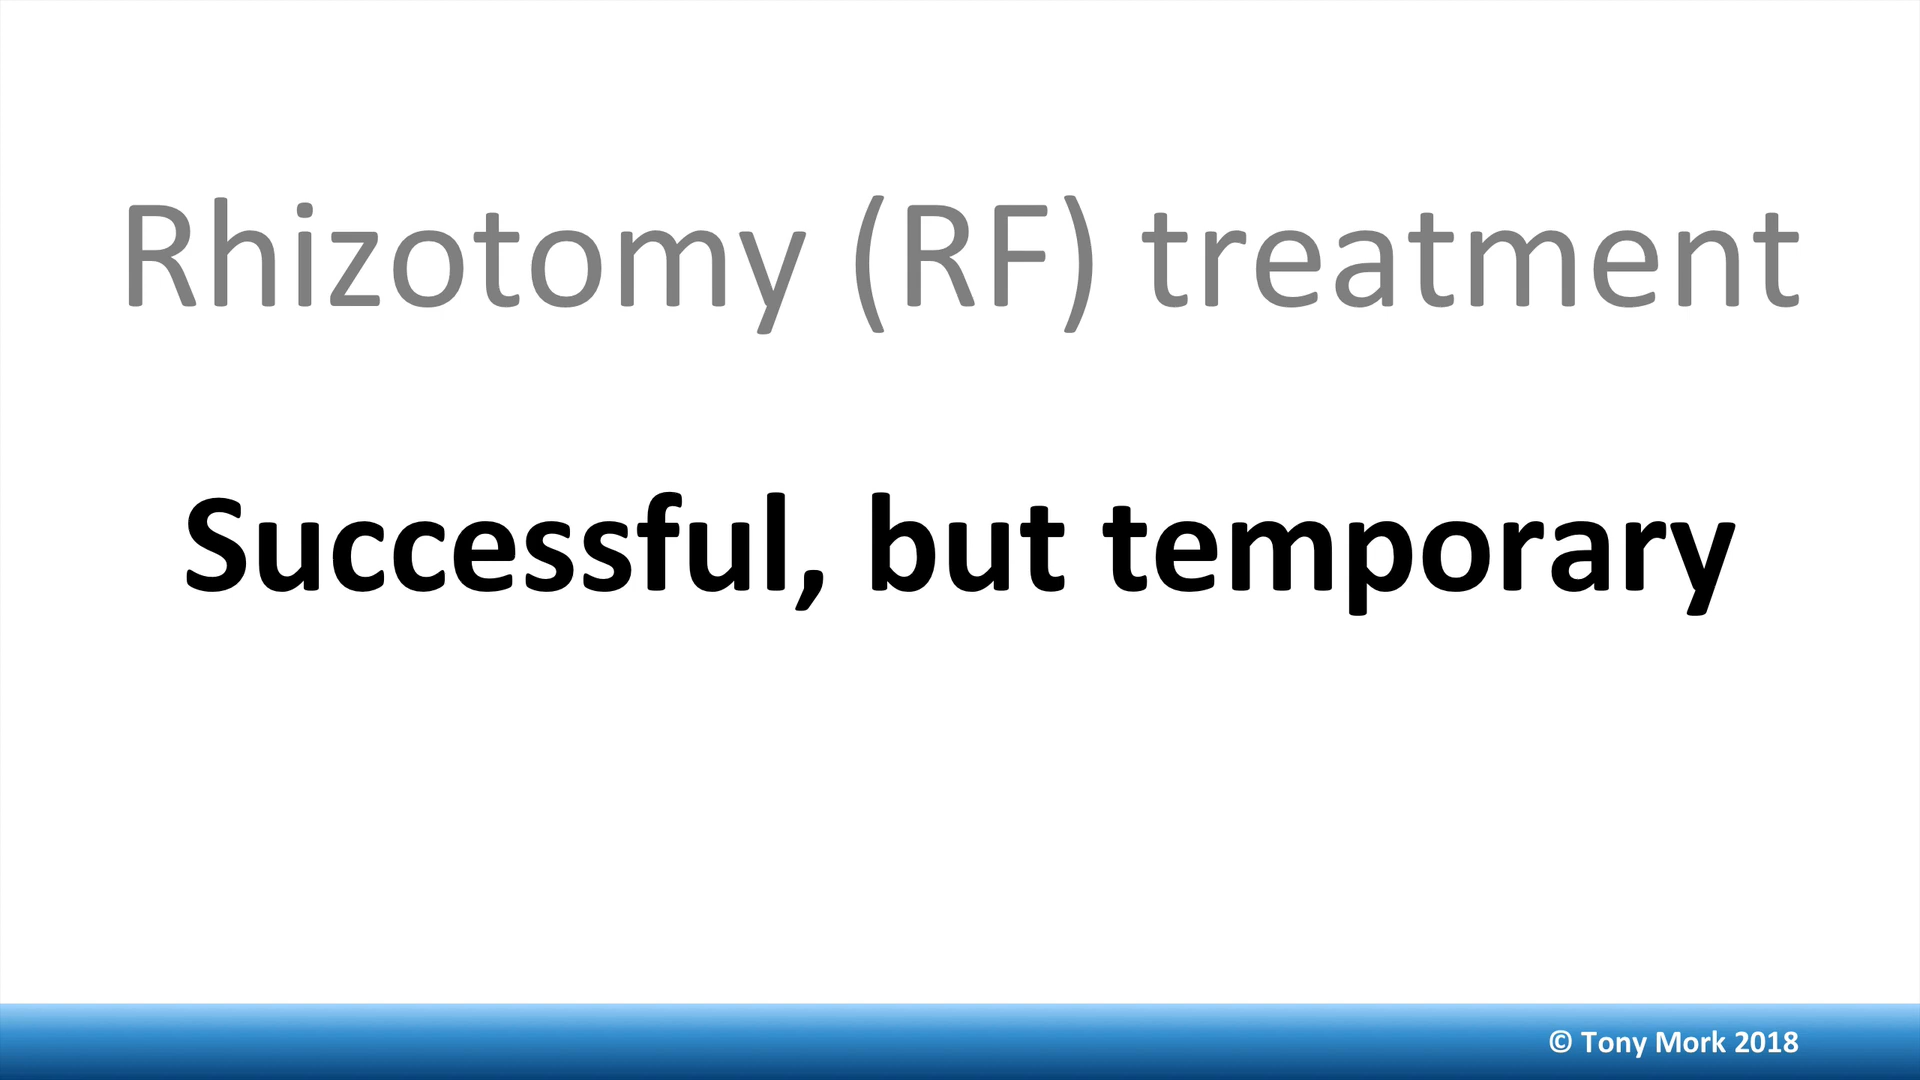 Rhizotomy (RF) treatment
Successful, but temporary
© Tony Mork 2018